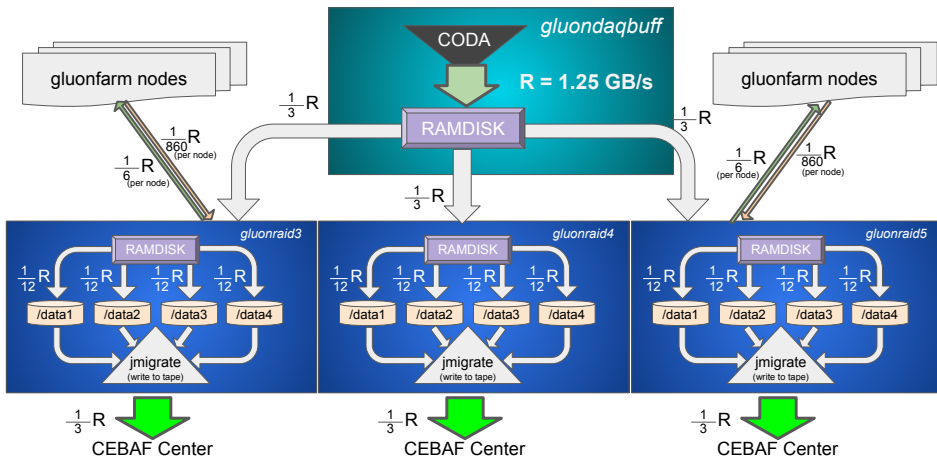 gluondaqbuff
CODA
R = 1.25 GB/s
RAMDISK
gluonfarm nodes
gluonfarm nodes
1/3 R
1/3 R
1/3 R
1/860 R
(per node)
1/6 R
(per node)
1/6 R
(per node)
1/860 R
(per node)
gluonraid3
RAMDISK
1/12 R 1/12 R 1/12 R 1/12 R
/data1 /data2 /data3 /data4
jmigrate
(write to tape)
1/3 R
CEBAF Center
gluonraid4
RAMDISK
1/12 R 1/12 R 1/12 R 1/12 R
/data1 /data2 /data3 /data4
jmigrate
(write to tape)
1/3 R
CEBAF Center
gluonraid5
RAMDISK
1/12 R 1/12 R 1/12 R 1/12 R
/data1 /data2 /data3 /data4
jmigrate
(write to tape)
1/3 R
CEBAF Center